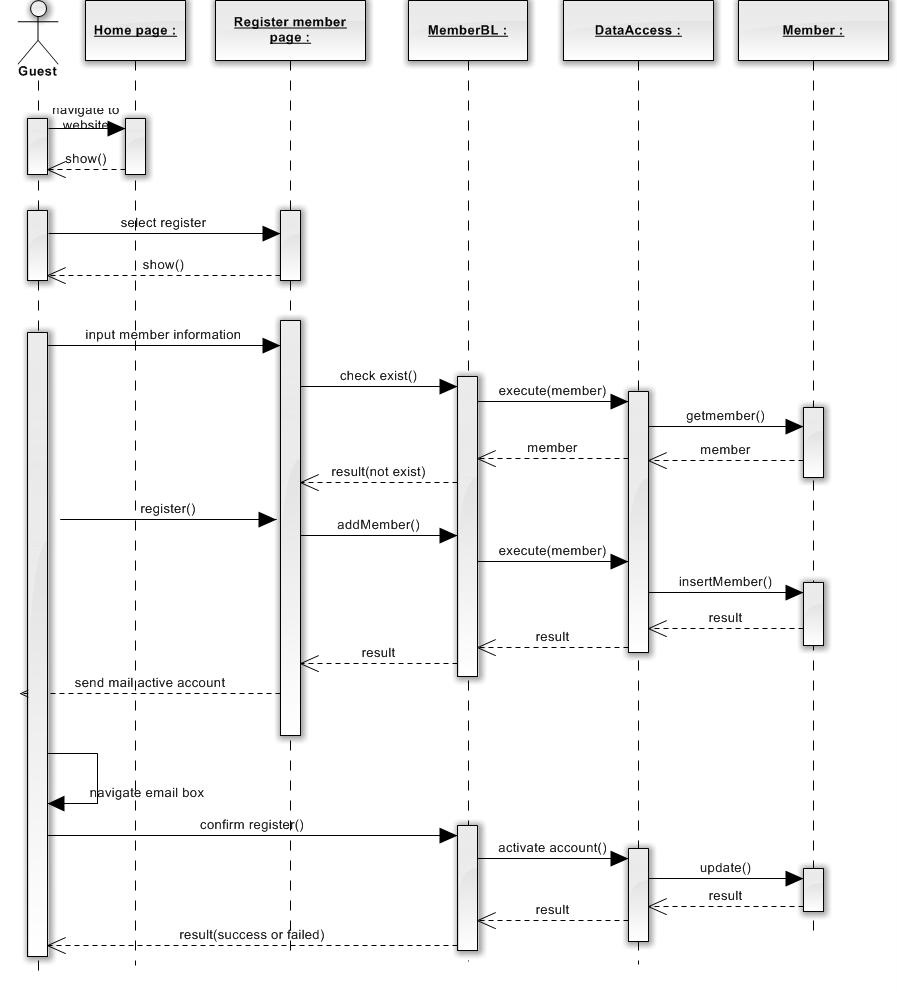 Home page :
Register member
page :
MemberBL :
DataAccess :
Member :
Guest
navigate to
website
show()
select register
show()
input member information
check exist()
execute(member)
getmember()
member
member
result(not exist)
register()
addMember()
execute(member)
insertMember()
result
result
result
send mail active account
navigate email box
confirm register()
activate account()
update()
result
result
result(success or failed)